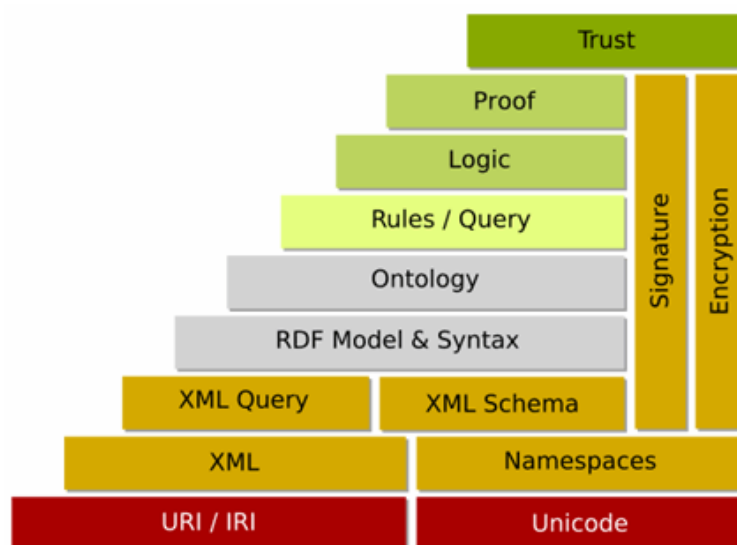 Trust
Proof
Logic
Rules / Query
Ontology
RDF Model & Syntax
XML Query
XML Schema
Signature
Encryption
XML
Namespaces
URI / IRI
Unicode